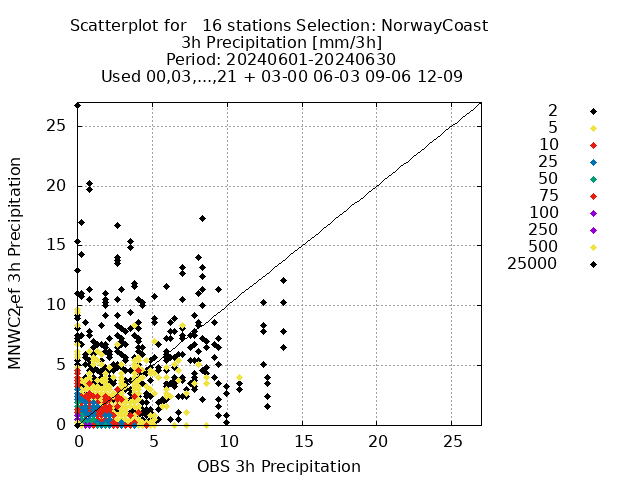 Scatterplot for   16 stations Selection: NorwayCoast
3h Precipitation [mm/3h]
Period: 20240601-20240630
Used 00,03,...,21 + 03-00 06-03 09-06 12-09
MNWC2ref 3h Precipitation
25
20
15
10
5
0
0 5 10 15 20 25
OBS 3h Precipitation
2
5
10
25
50
75
100
250
500
25000